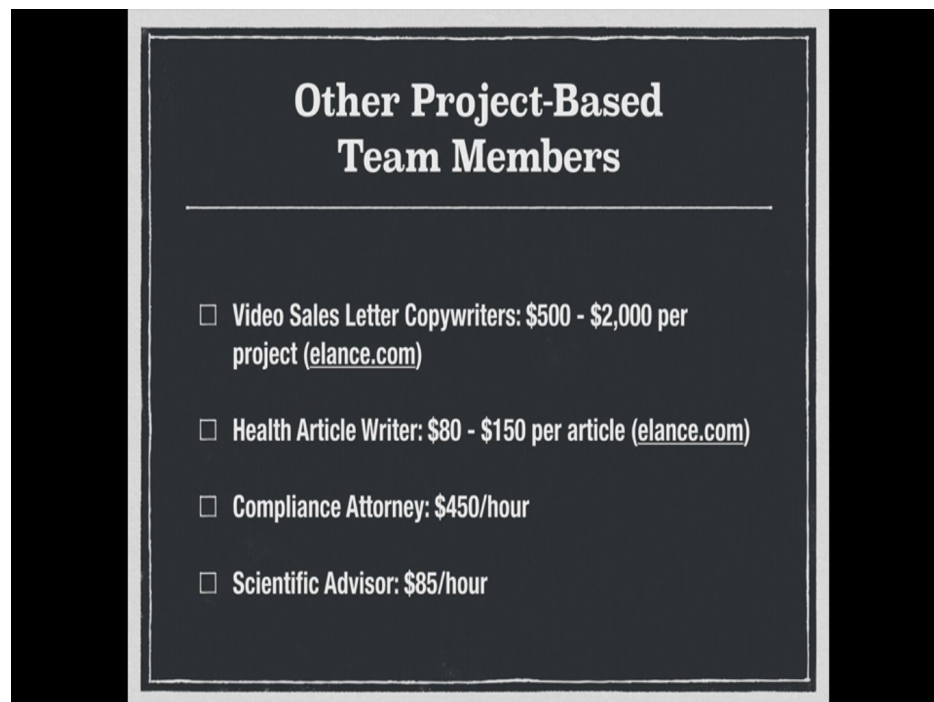 Other Project-Based
Team Members
Video Sales Letter Copywriters: $500 - $2,000 per
project (elance.com)
Health Article Writer: $80 - $150 per article (elance.com)
Compliance Attorney: $450/hour
Scientific Advisor: $85/hour